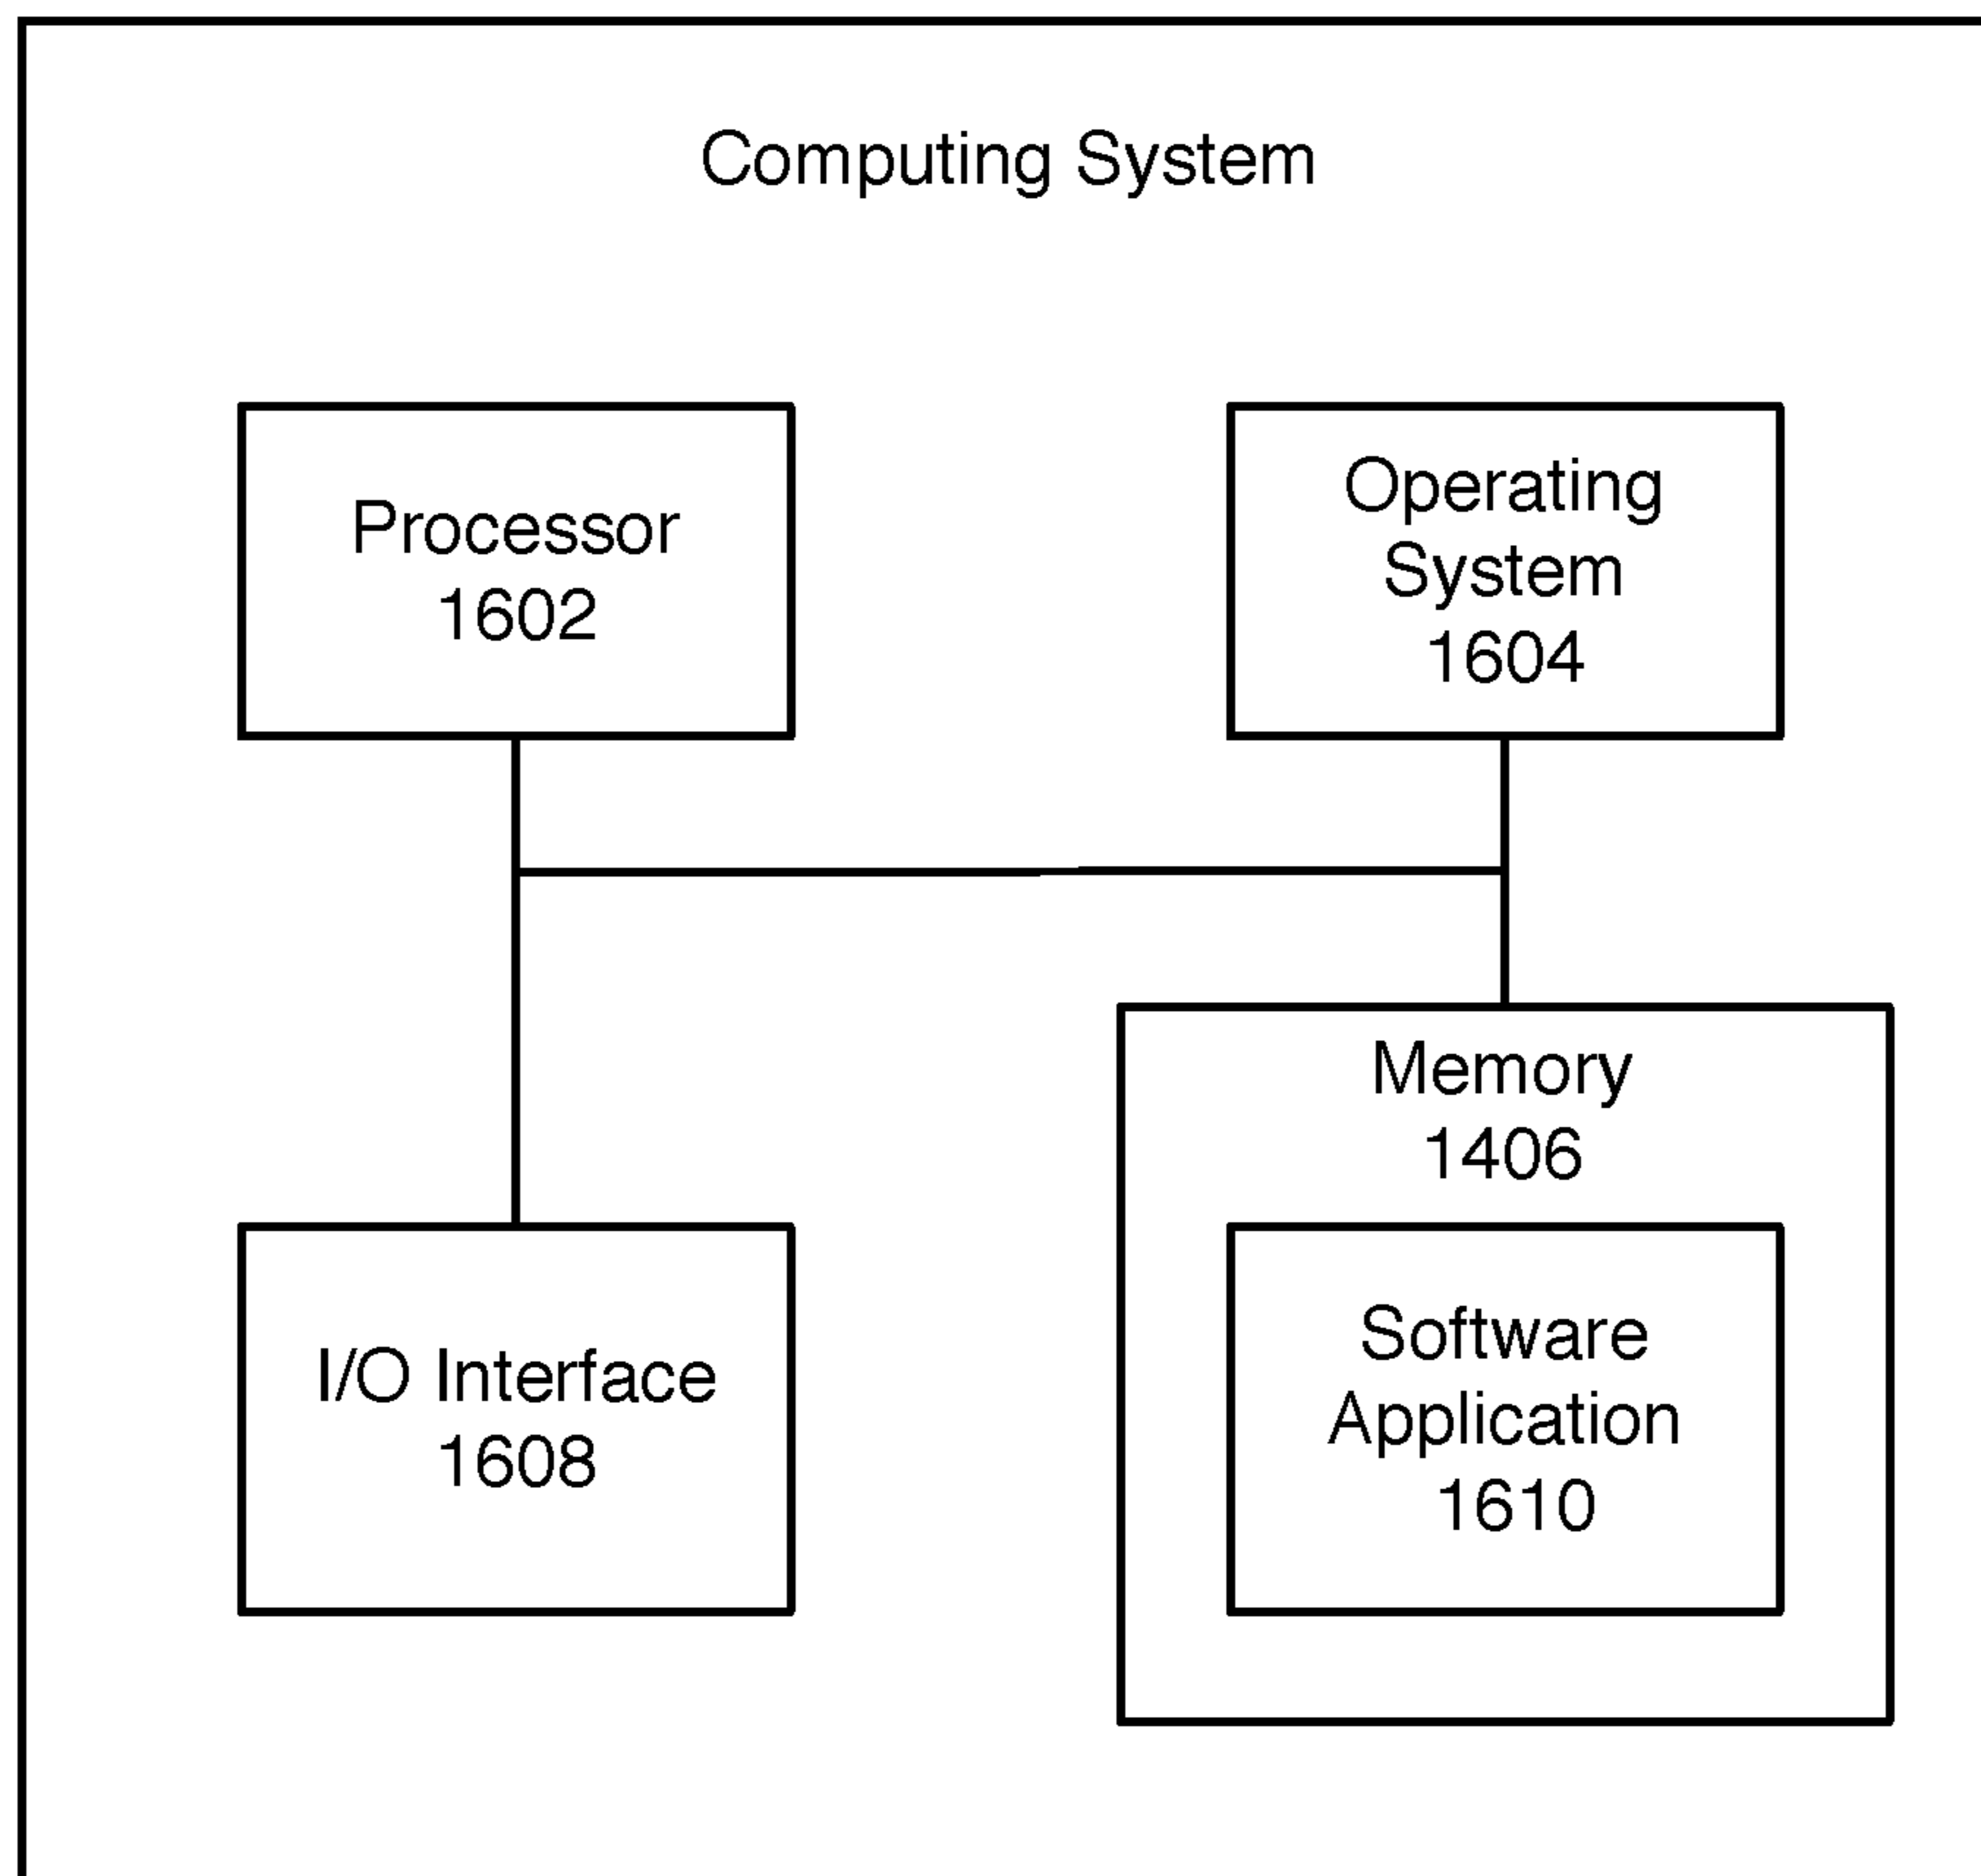 Computing System
Processor
1602
Operating
System
1604
Memory
1406
I/O Interface
1608
Software
Application
1610